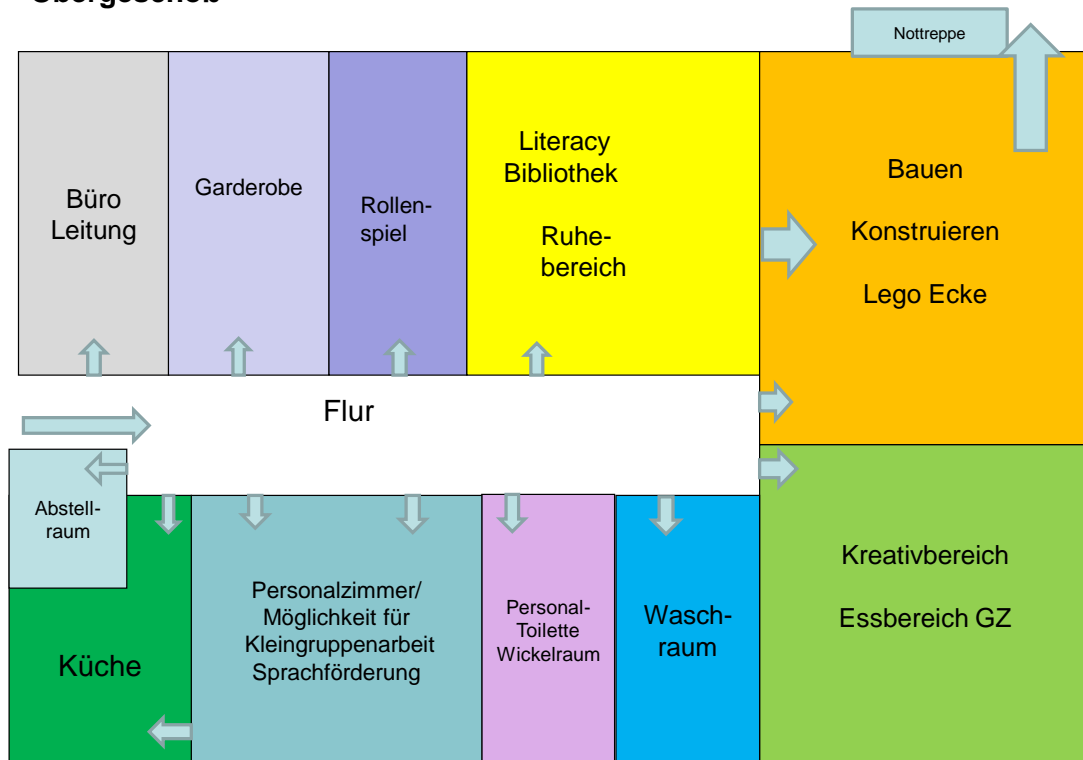 Obergeschoß
Nottreppe
Büro
Leitung
Garderobe
Rollen-
spiel
Literacy
Bibliothek
Ruhe-
bereich
Bauen
Konstruieren
Lego Ecke
Flur
Abstell-
raum
Küche
Personalzimmer/
Möglichkeit für
Kleingruppenarbeit
Sprachförderung
Personal-
Toilette
Wickelraum
Wasch-
raum
Kreativbereich
Essbereich GZ